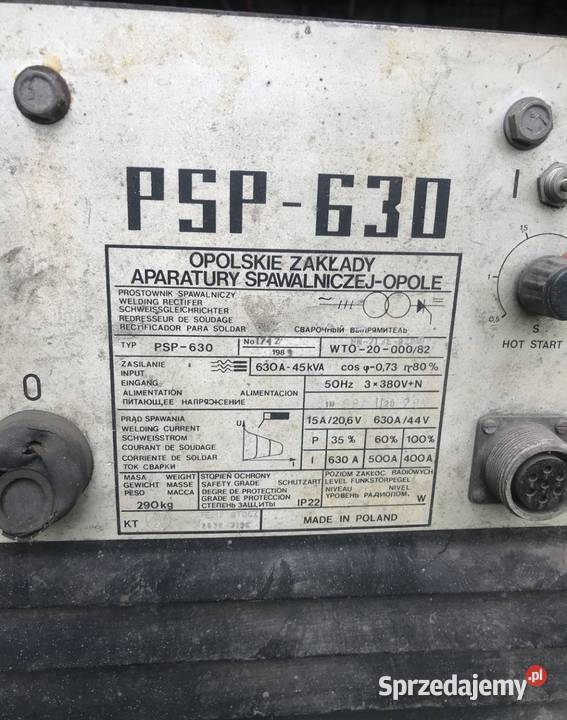 PSP-630
OPOLSKIE ZAKŁADY
APARATURY SPAWALNICZEJ-OPOLE
PROSTOWNIK SPAWALNICZY
WELDING RECTIFER
SCHWEISSGLEICHRICHTER
REDRESSEUR DE SOUDAGE
RECTIFICADOR PARA SOLDAR
СВАРОЧНЫЙ ВЫПРЯМИТЕЛЬ
TYP PSP-630 No 198 WTO-20-000/82
ZASILANIE
INPUT
EINGANG
ALIMENTATIÓN ALIMENTACION
ПИТАЮЩЕЕ НАПРЯЖЕНИЕ
630A-45kVA cos φ-0,73 η-80%
50Hz 3×380V+N
PRĄD SPAWANIA
WELDING CURRENT
SCHWEISSTROM
COURANT DE SOUDAGE
CORRIENTE DE SOLDAR
ТОК СВАРКИ
U
I
15A/20,6V 630A/44V
P 35% 60% 100%
I 630A 500A 400A
MASA WEIGHT
GEWICHT MASSE
PESO МАССА
290kg
STOPIEŃ OCHRONY
SAFETY GRADE SCHUTZART
DEGRE DE PROTECTION
GRADE DE PROTECCION
СТЕПЕНЬ ЗАЩИТЫ IP22
POZIOM ZAKŁÓC. RADIOWYCH
LEVEL FUNKSTÖRPEGEL
NIVEAU NIVEL
УРОВЕНЬ РАДИОПОМ. W
KT
MADE IN POLAND
O
I
1,5
1
0,5
S
HOT START
Sprzedajemy.pl